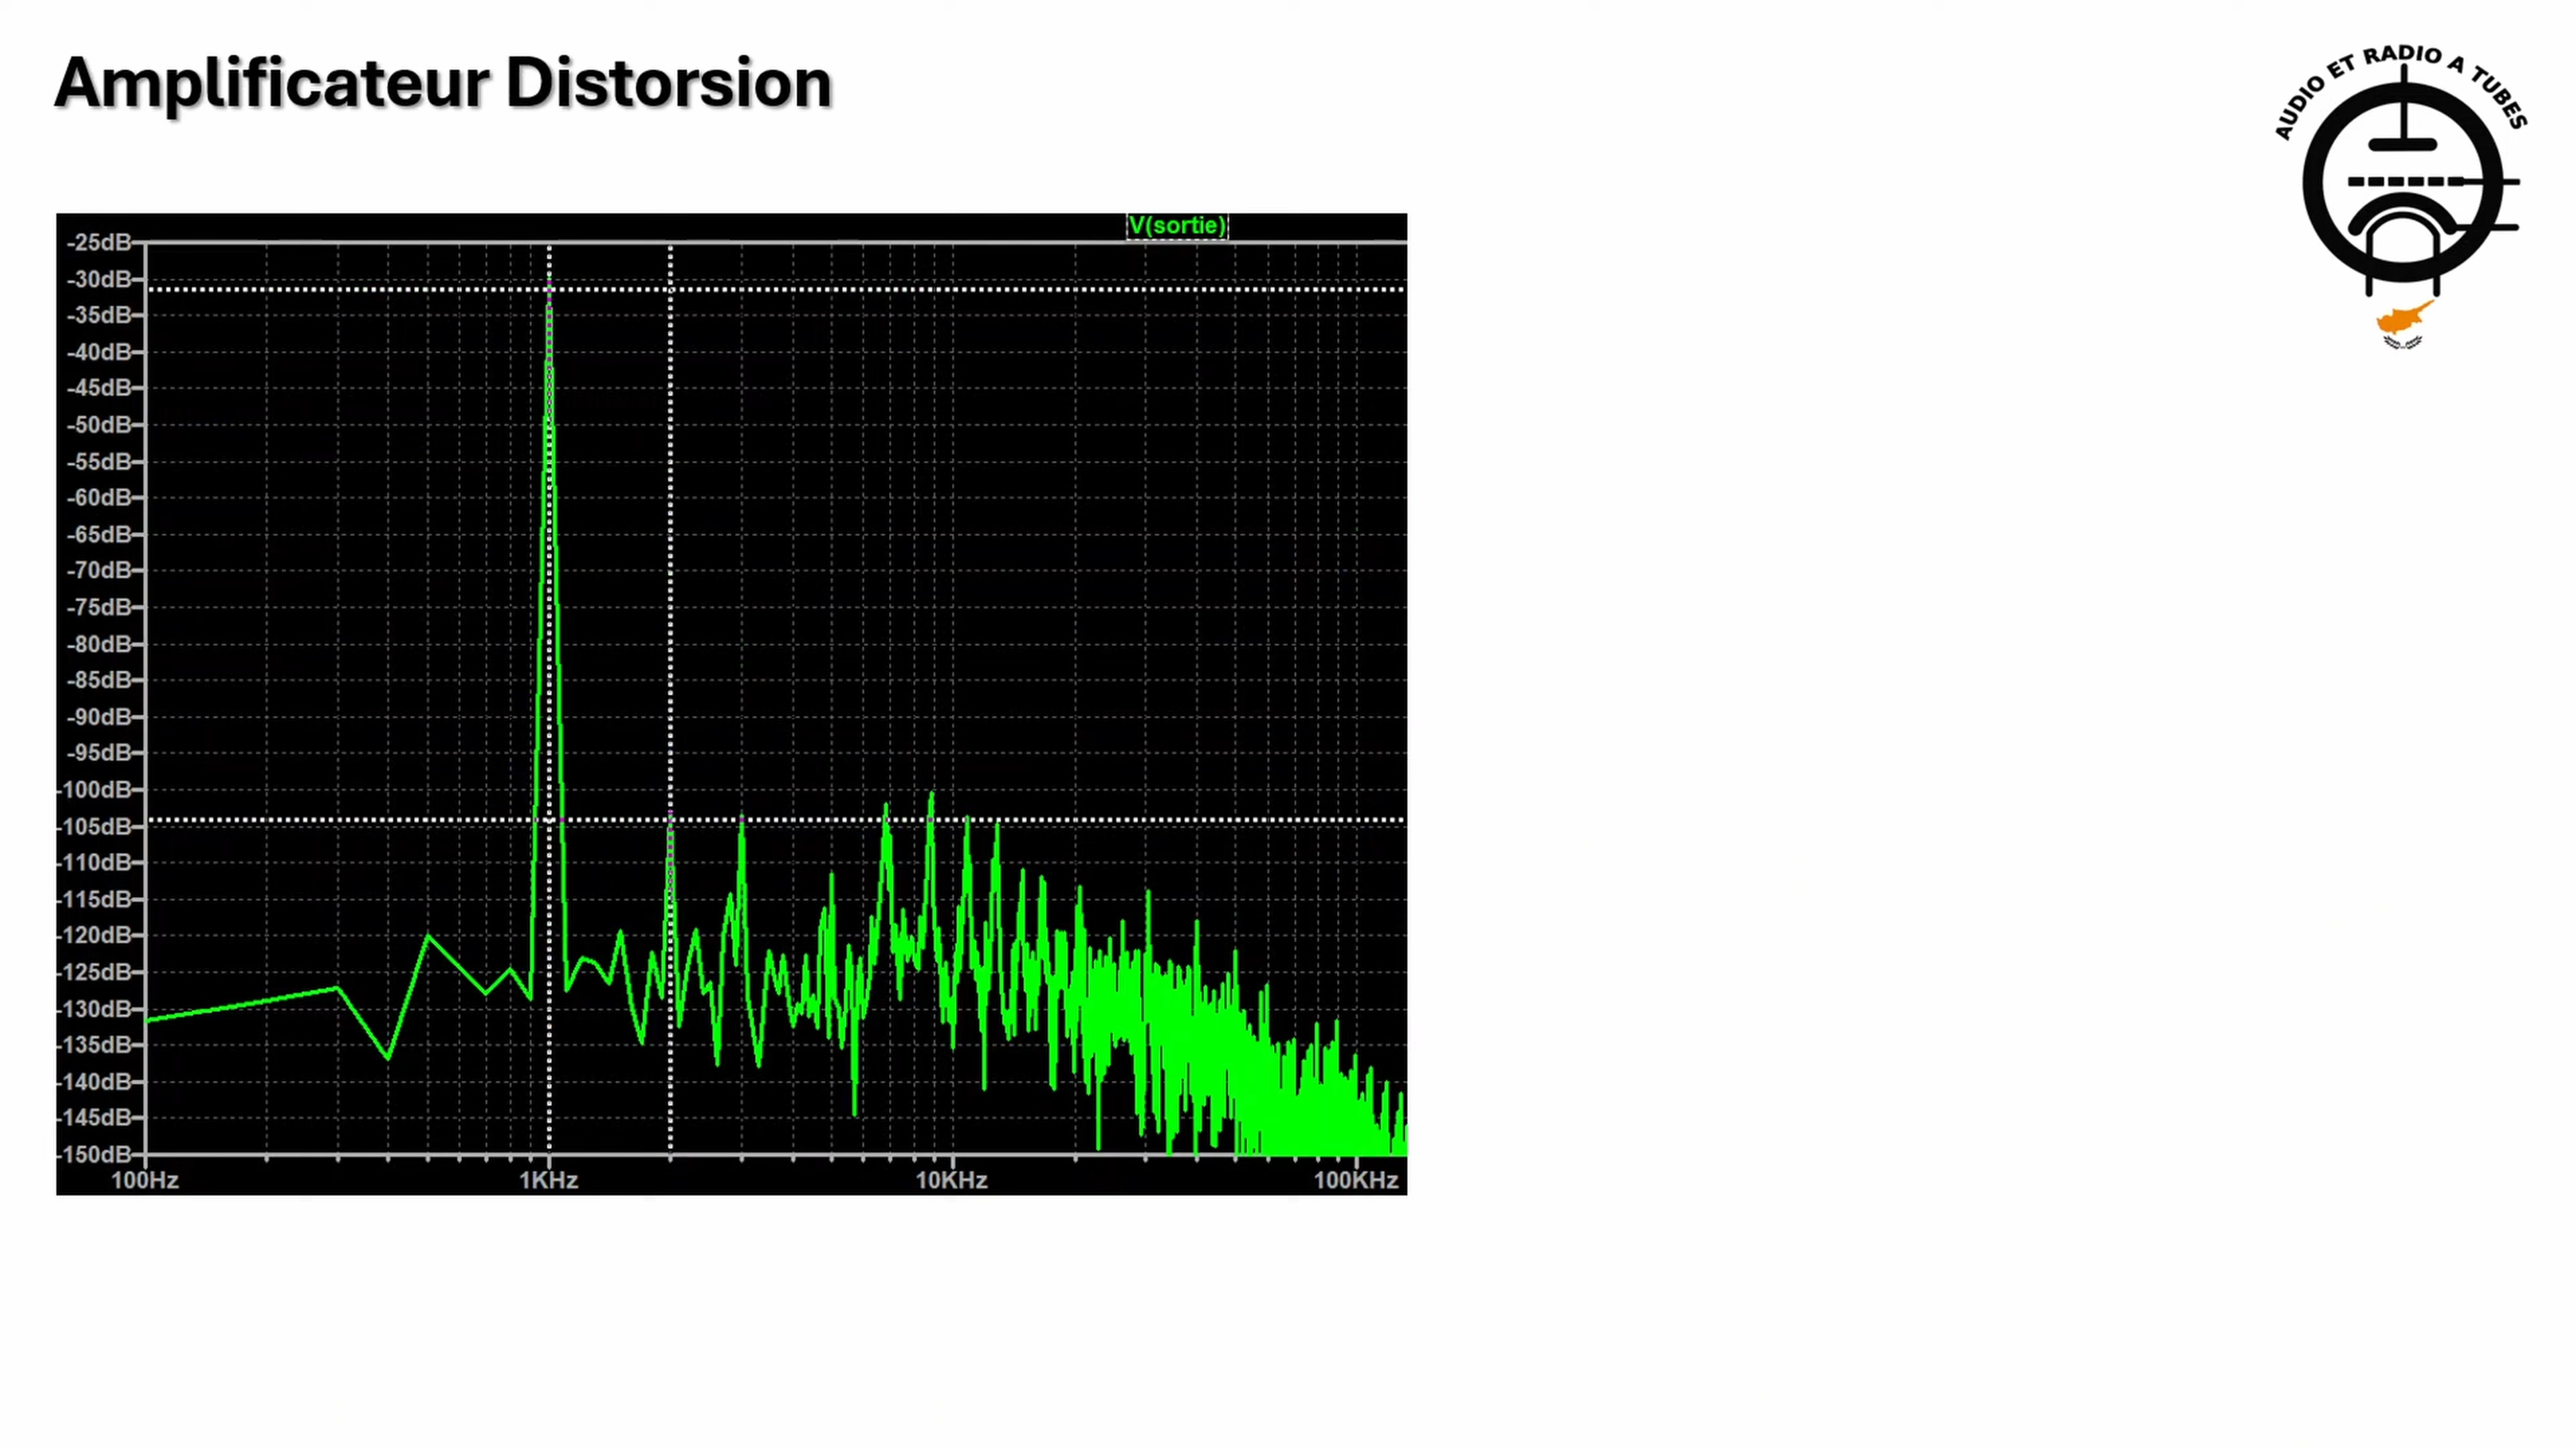 Amplificateur Distorsion
AUDIO ET RADIO A TUBES
V(sortie)
-25dB
-30dB
-35dB
-40dB
-45dB
-50dB
-55dB
-60dB
-65dB
-70dB
-75dB
-80dB
-85dB
-90dB
-95dB
-100dB
-105dB
-110dB
-115dB
-120dB
-125dB
-130dB
-135dB
-140dB
-145dB
-150dB
100Hz 1KHz 10KHz 100KHz